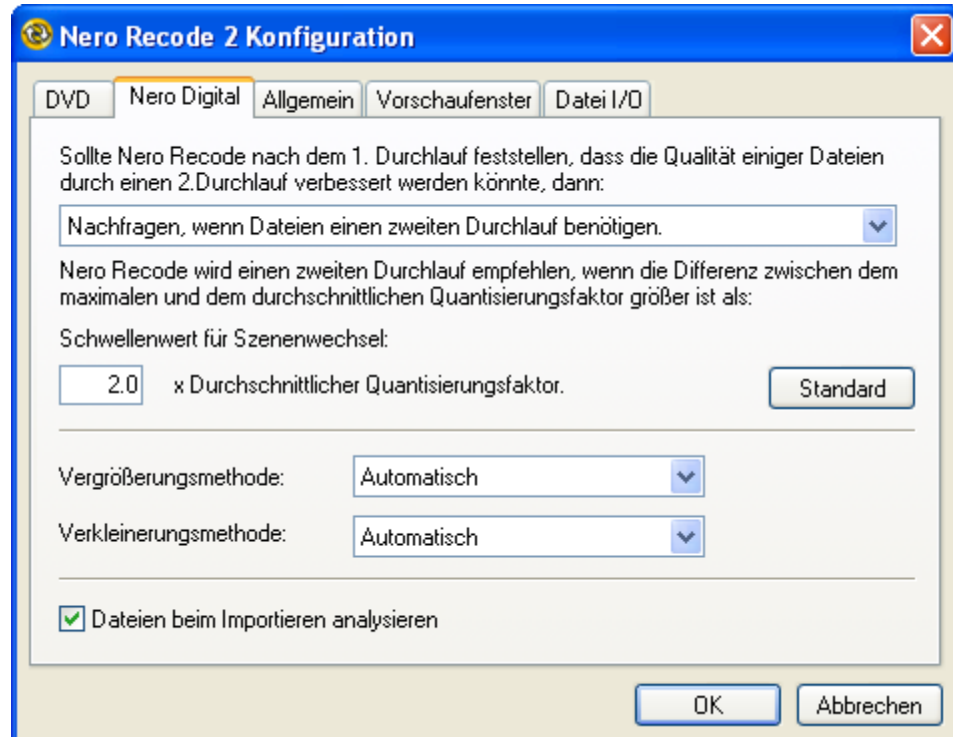 Nero Recode 2 Konfiguration
DVD
Nero Digital
Allgemein
Vorschaufenster
Datei I/O
Sollte Nero Recode nach dem 1. Durchlauf feststellen, dass die Qualität einiger Dateien
durch einen 2.Durchlauf verbessert werden könnte, dann:
Nachfragen, wenn Dateien einen zweiten Durchlauf benötigen.
Nero Recode wird einen zweiten Durchlauf empfehlen, wenn die Differenz zwischen dem
maximalen und dem durchschnittlichen Quantisierungsfaktor größer ist als:
Schwellenwert für Szenenwechsel:
2.0 x Durchschnittlicher Quantisierungsfaktor.
Standard
Vergrößerungsmethode: Automatisch
Verkleinerungsmethode: Automatisch
Dateien beim Importieren analysieren
OK
Abbrechen